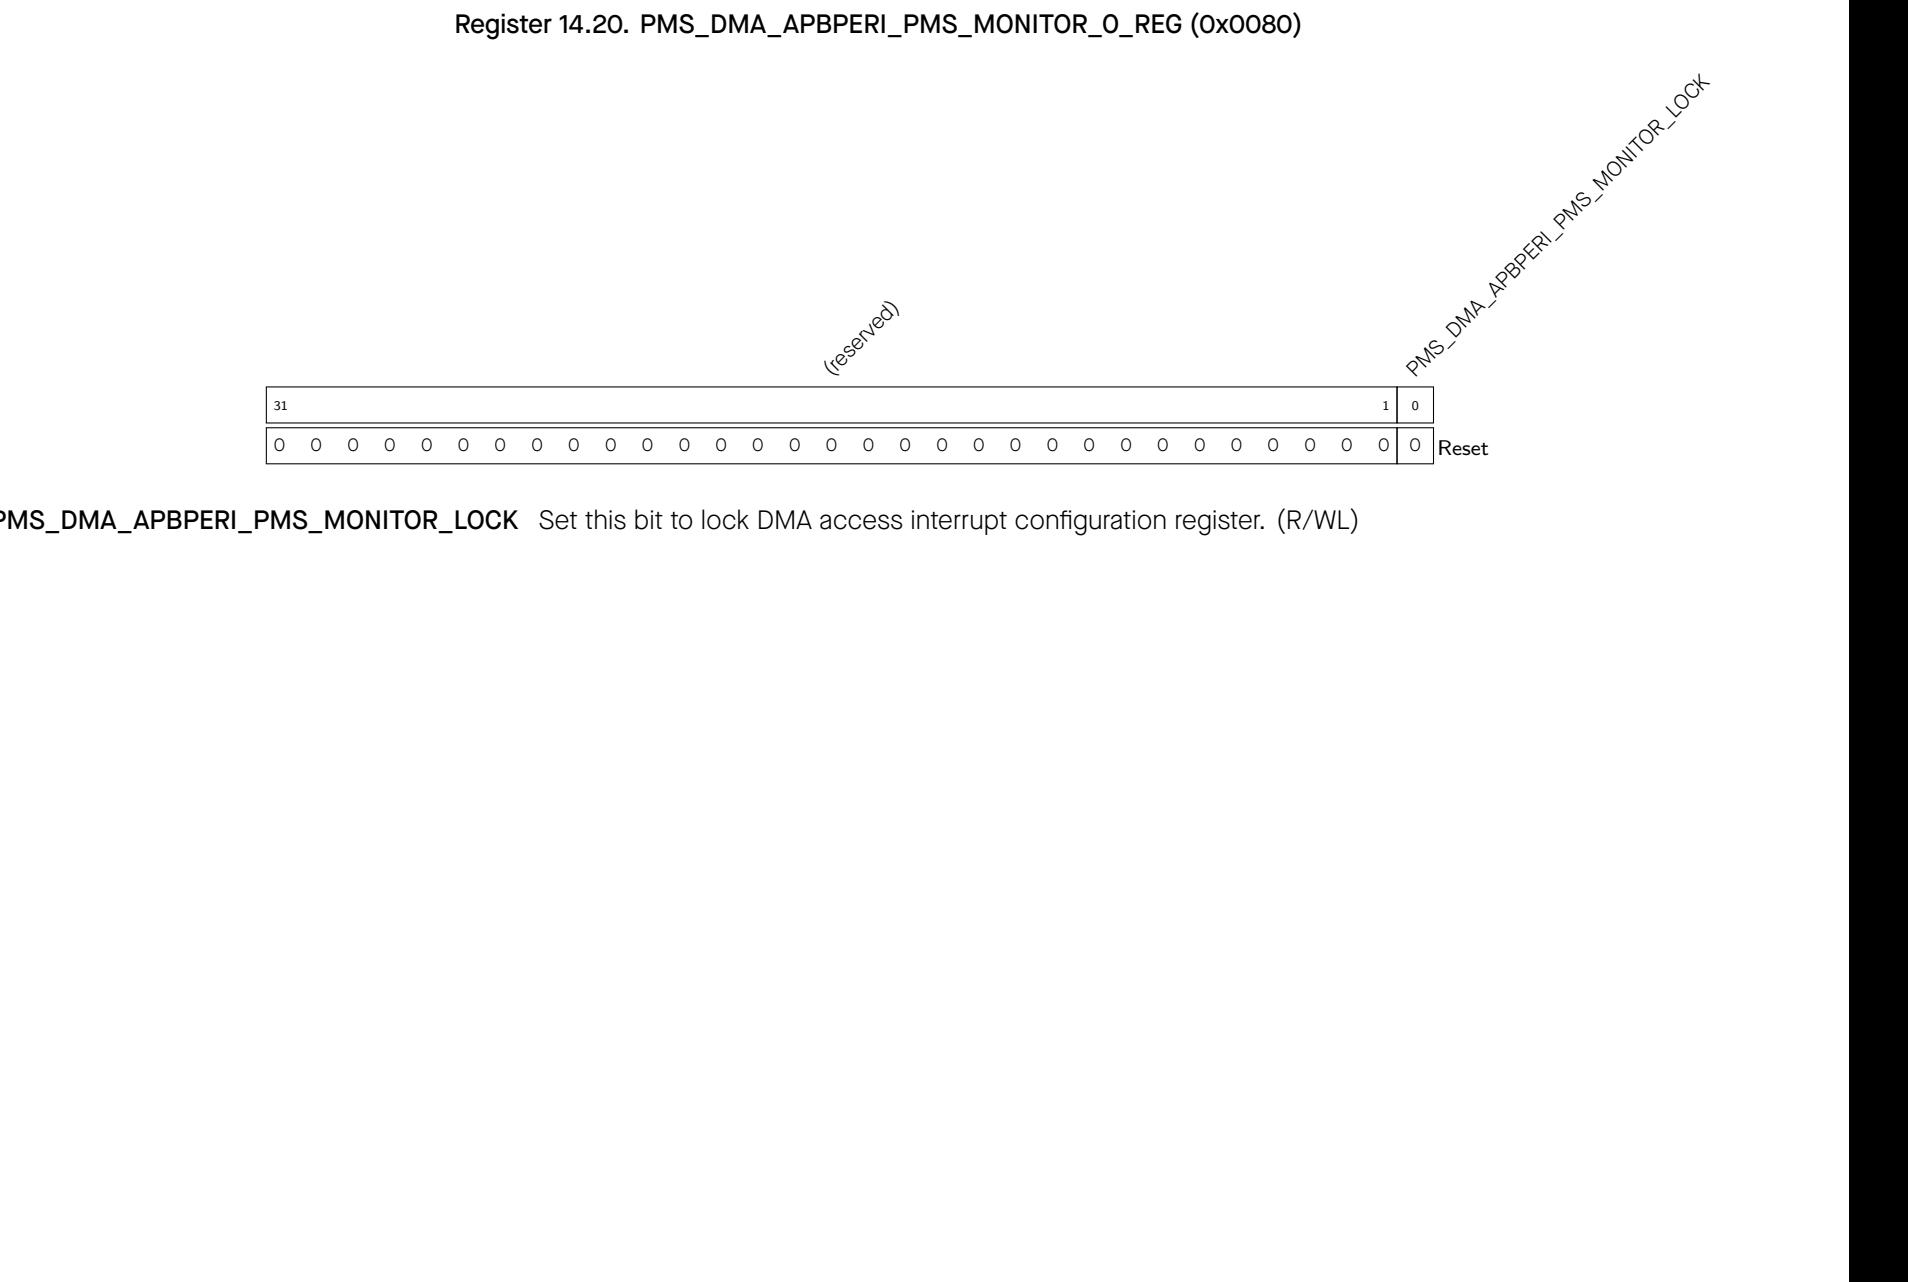 Register 14.20. PMS_DMA_APBPERI_PMS_MONITOR_0_REG (0x0080)
PMS_DMA_APBPERI_PMS_MONITOR_LOCK
(reserved)
31 1 0
0 0 0 0 0 0 0 0 0 0 0 0 0 0 0 0 0 0 0 0 0 0 0 0 0 0 0 0 0 0 0 0 Reset
PMS_DMA_APBPERI_PMS_MONITOR_LOCK Set this bit to lock DMA access interrupt configuration register. (R/WL)